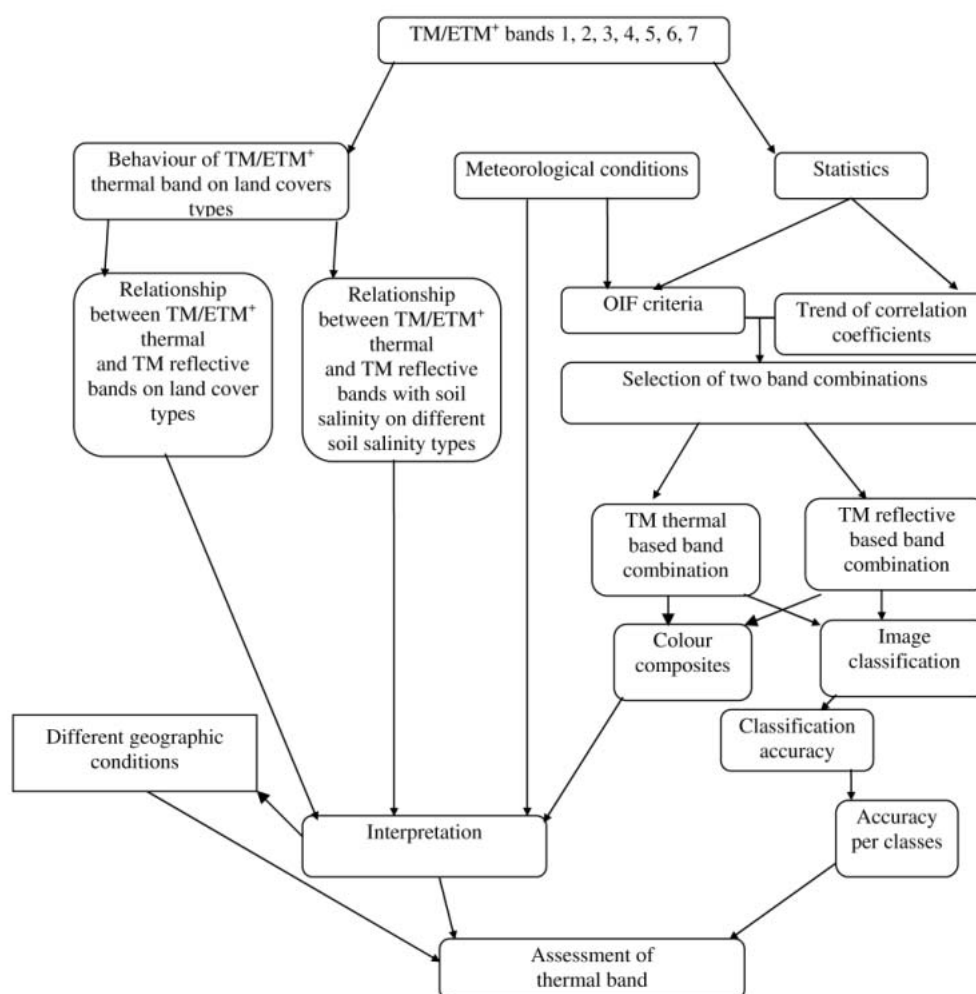 TM/ETM+ bands 1, 2, 3, 4, 5, 6, 7
Behaviour of TM/ETM+
thermal band on land covers
types
Meteorological conditions
Statistics
Relationship
between TM/ETM+
thermal
and TM reflective
bands on land cover
types
Relationship
between TM/ETM+
thermal
and TM reflective
bands with soil
salinity on different
soil salinity types
OIF criteria
Trend of correlation
coefficients
Selection of two band combinations
TM thermal
based band
combination
TM reflective
based band
combination
Colour
composites
Image
classification
Different geographic
conditions
Classification
accuracy
Interpretation
Accuracy
per classes
Assessment of
thermal band